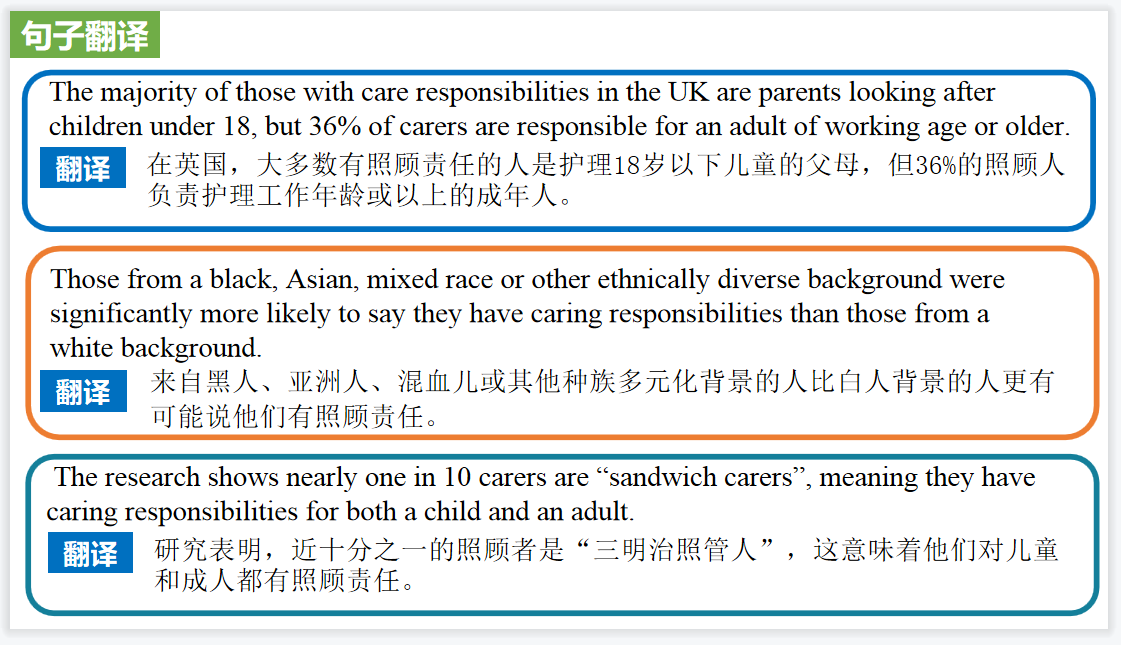 句子翻译
The majority of those with care responsibilities in the UK are parents looking after
children under 18, but 36% of carers are responsible for an adult of working age or older.
翻译
在英国，大多数有照顾责任的人是护理18岁以下儿童的父母，但36%的照顾人
负责护理工作年龄或以上的成年人。
Those from a black, Asian, mixed race or other ethnically diverse background were
significantly more likely to say they have caring responsibilities than those from a
white background.
翻译
来自黑人、亚洲人、混血儿或其他种族多元化背景的人比白人背景的人更有
可能说他们有照顾责任。
The research shows nearly one in 10 carers are “sandwich carers”, meaning they have
caring responsibilities for both a child and an adult.
翻译
研究表明，近十分之一的照顾者是“三明治照管人”，这意味着他们对儿童
和成人都有照顾责任。